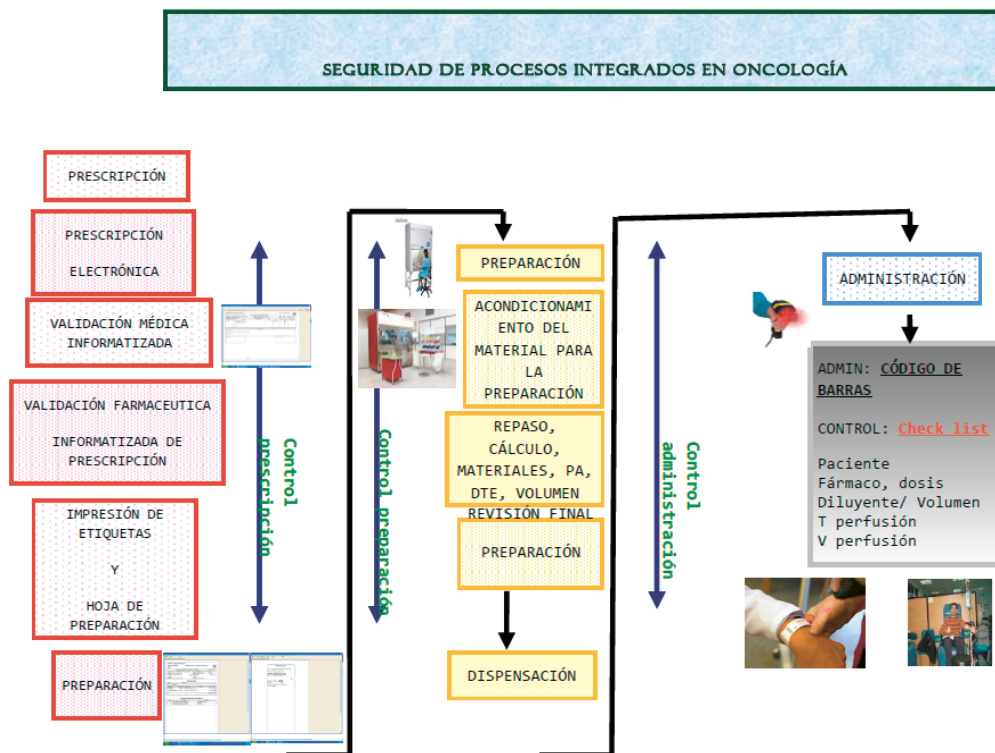 SEGURIDAD DE PROCESOS INTEGRADOS EN ONCOLOGÍA
PRESCRIPCIÓN
PRESCRIPCIÓN
ELECTRÓNICA
VALIDACIÓN MÉDICA
INFORMATIZADA
VALIDACIÓN FARMACEUTICA
INFORMATIZADA DE
PRESCRIPCIÓN
IMPRESIÓN DE
ETIQUETAS
Y
HOJA DE
PREPARACIÓN
PREPARACIÓN
Control
prescripción
Control preparación
PREPARACIÓN
ACONDICIONAMI
ENTO DEL
MATERIAL PARA
LA
PREPARACIÓN
REPASO,
CÁLCULO,
MATERIALES, PA,
DTE, VOLUMEN
REVISIÓN FINAL
PREPARACIÓN
DISPENSACIÓN
Control
administración
ADMINISTRACIÓN
ADMIN: CÓDIGO DE
BARRAS
CONTROL: Check list
Paciente
Fármaco, dosis
Diluyente/ Volumen
T perfusión
V perfusión